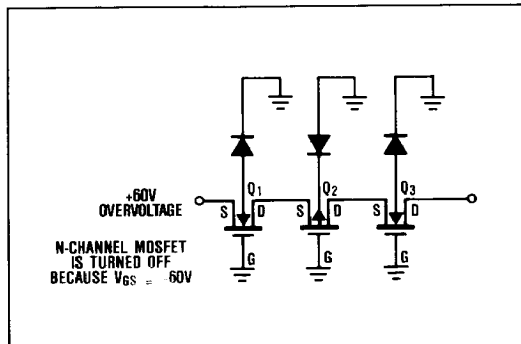 Q1 Q2 Q3
+60V
OVERVOLTAGE
S D S D S D
N-CHANNEL MOSFET
IS TURNED OFF
BECAUSE VGS = -60V
G G G